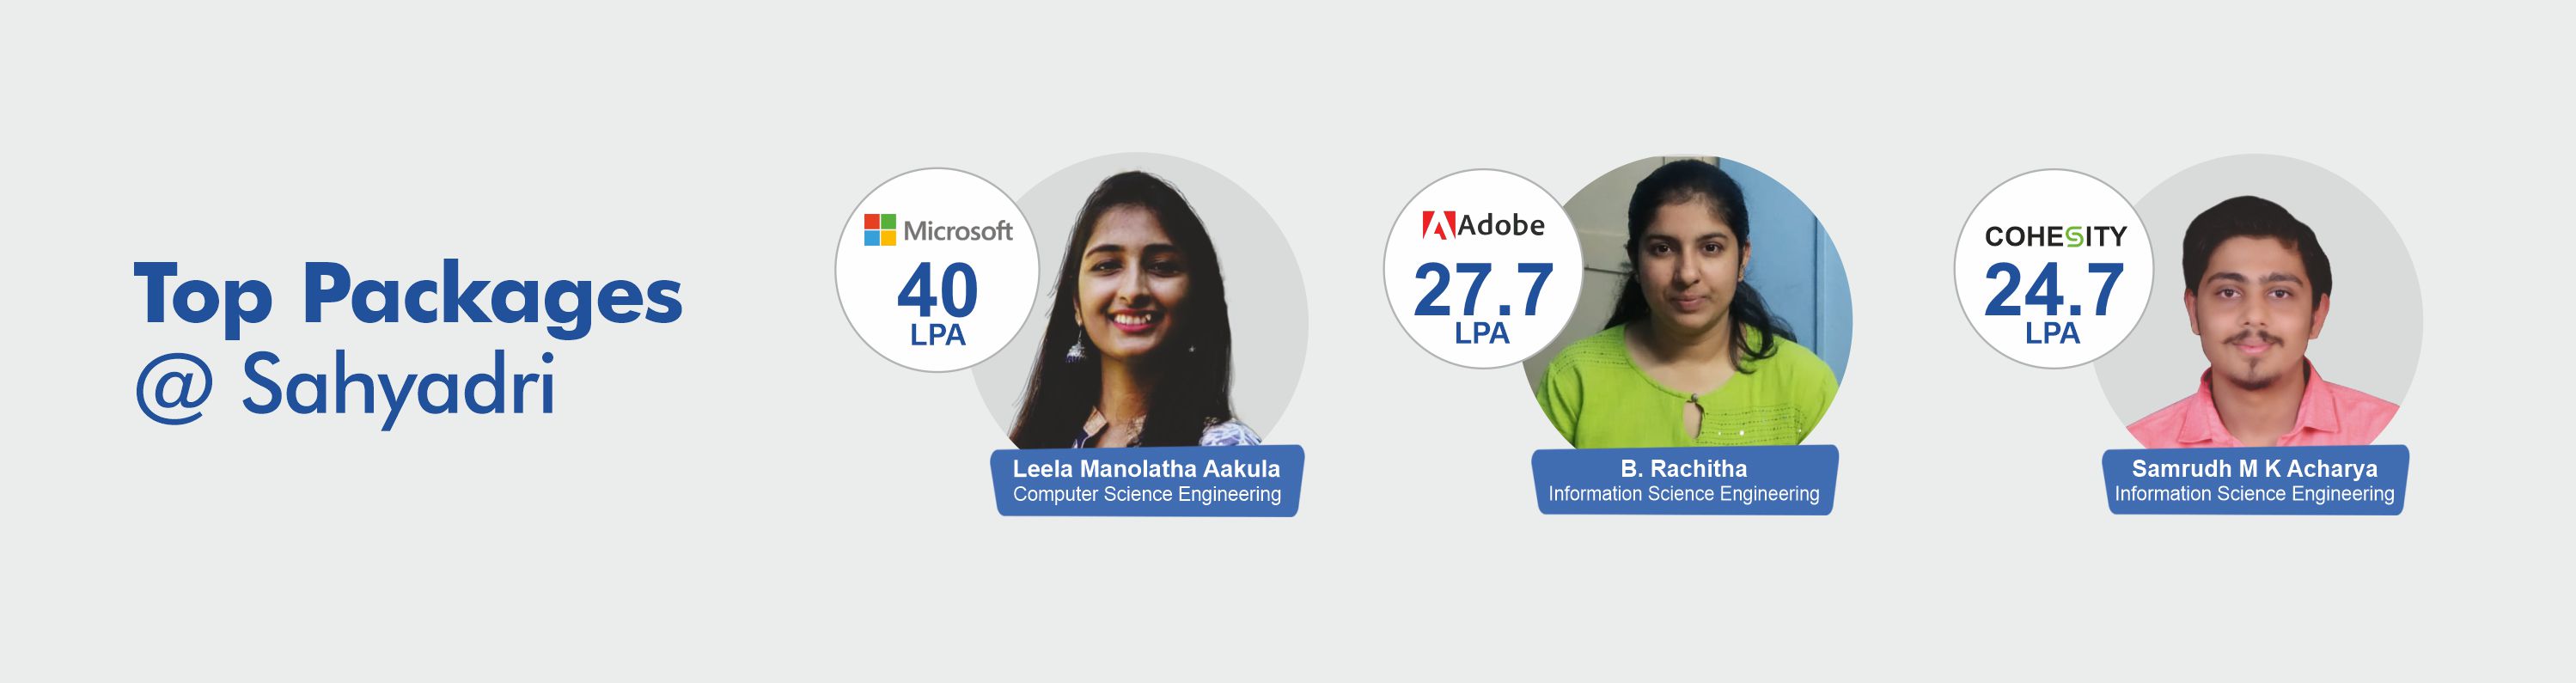 Top Packages
@ Sahyadri
Microsoft
40
LPA
Leela Manolatha Aakula
Computer Science Engineering
Adobe
27.7
LPA
B. Rachitha
Information Science Engineering
COHESITY
24.7
LPA
Samrudh M K Acharya
Information Science Engineering